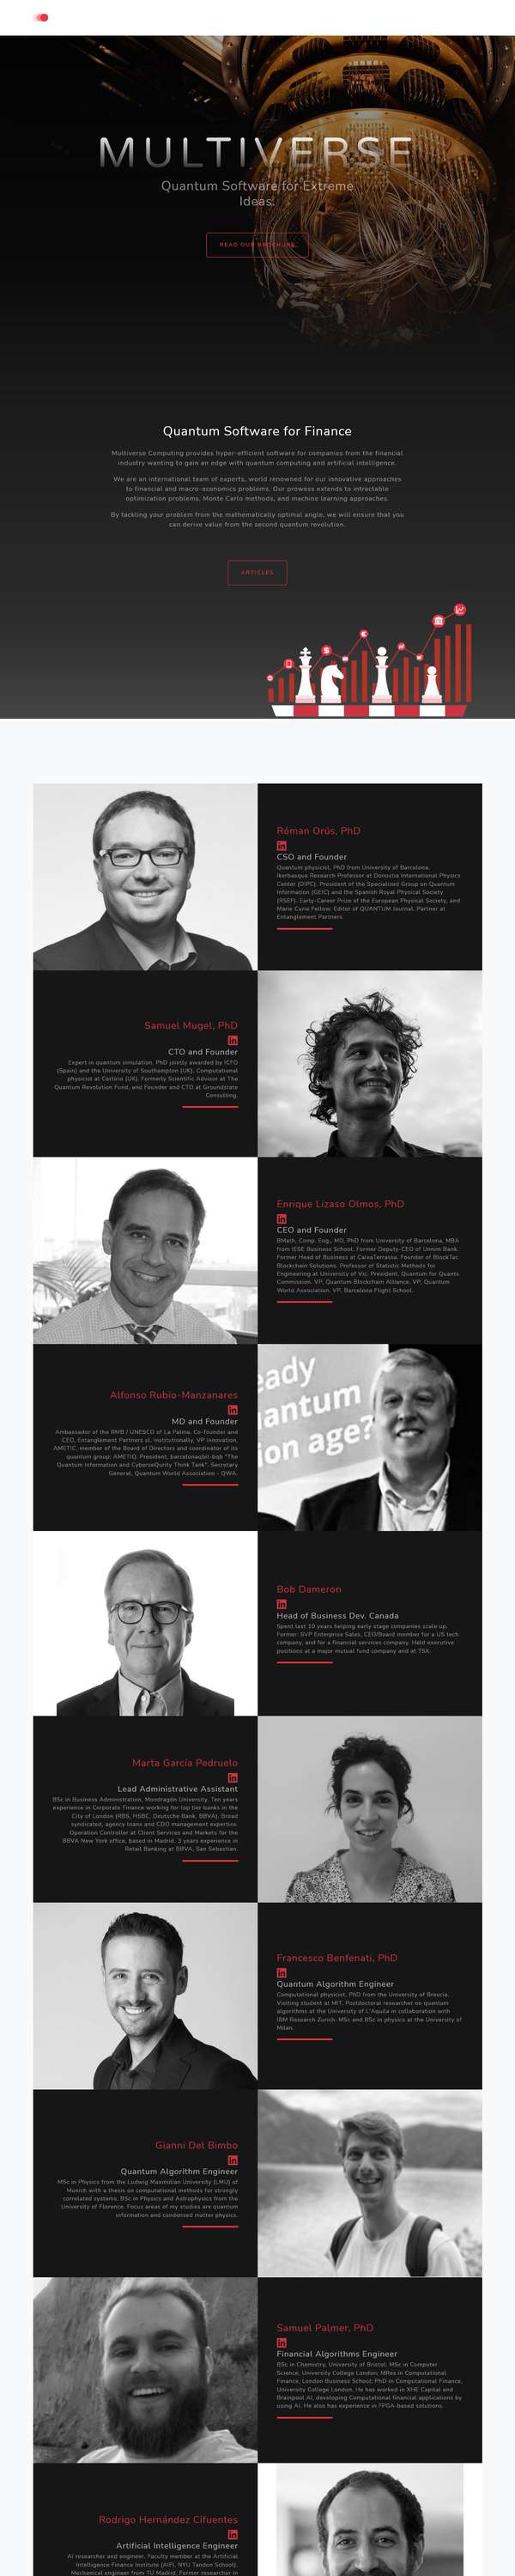 MULTIVERSE
Quantum Software for Extreme
Ideas.
READ OUR BROCHURE
Quantum Software for Finance
Multiverse Computing provides hyper-efficient software for companies from the financial
industry wanting to gain an edge with quantum computing and artificial intelligence.
We are an international team of experts, world renowned for our innovative approaches
to financial and macro-economics problems. Our prowess extends to intractable
optimization problems, Monte Carlo methods, and machine learning approaches.
By tackling your problem from the mathematically optimal angle, we will ensure that you
can derive value from the second quantum revolution.
ARTICLES
Róman Orús, PhD
in
CSO and Founder
Quantum physicist, PhD from University of Barcelona.
Ikerbasque Research Professor at Donostia International Physics
Center (DIPC), President of the Specialized Group on Quantum
Information (GEIC) and the Spanish Royal Physical Society
(RSEF). Early-Career Prize of the European Physical Society, and
Marie Curie Fellow. Editor of QUANTUM Journal. Partner at
Entanglement Partners.
Samuel Mugel, PhD
in
CTO and Founder
Expert in quantum simulation. PhD jointly awarded by ICFO
(Spain) and the University of Southampton (UK). Computational
physicist at Cortirio (UK). Formerly Scientific Advisor at The
Quantum Revolution Fund, and Founder and CTO at Groundstate
Consulting.
Enrique Lizaso Olmos, PhD
in
CEO and Founder
BMath, Comp. Eng., MD, PhD from University of Barcelona, MBA
from IESE Business School. Former Deputy-CEO of Unnim Bank.
Former Head of Business at CaixaTerrassa. Founder of BlockTac
Blockchain Solutions. Professor of Statistic Methods for
Engineering at University of Vic. President, Quantum for Quants
Commission. VP, Quantum Blockchain Alliance. VP, Quantum
World Association. VP, Barcelona Flight School.
eady
antum
ion age?
Alfonso Rubio-Manzanares
in
MD and Founder
Ambassador of the RMB / UNESCO of La Palma. Co-founder and
CEO, Entanglement Partners sl. Institutionally, VP Innovation,
AMETIC, member of the Board of Directors and coordinator of its
quantum group: AMETIQ. President, barcelonaqbit-bqb "The
Quantum Information and CyberseQurity Think Tank". Secretary
General, Quantum World Association - QWA.
Bob Dameron
in
Head of Business Dev. Canada
Spent last 10 years helping early stage companies scale up.
Former: SVP Enterprise Sales, CEO/Board member for a US tech
company, and for a financial services company. Held executive
positions at a major mutual fund company and at TSX.
Marta García Pedruelo
in
Lead Administrative Assistant
BSc in Business Administration, Mondragón University. Ten years
experience in Corporate Finance working for top tier banks in the
City of London (RBS, HSBC, Deutsche Bank, BBVA). Broad
syndicated, agency loans and CDO management expertise.
Operation Controller at Client Services and Markets for the
BBVA New York office, based in Madrid. 3 years experience in
Retail Banking at BBVA, San Sebastian.
Francesco Benfenati, PhD
in
Quantum Algorithm Engineer
Computational physicist, PhD from the University of Brescia.
Visiting student at MIT. Postdoctoral researcher on quantum
algorithms at the University of L'Aquila in collaboration with
IBM Research Zurich. MSc and BSc in physics at the University of
Milan.
Gianni Del Bimbo
in
Quantum Algorithm Engineer
MSc in Physics from the Ludwig Maximilian University (LMU) of
Munich with a thesis on computational methods for strongly
correlated systems. BSc in Physics and Astrophysics from the
University of Florence. Focus areas of my studies are quantum
information and condensed matter physics.
Samuel Palmer, PhD
in
Financial Algorithms Engineer
BSc in Chemistry, University of Bristol; MSc in Computer
Science, University College London; MRes in Computational
Finance, London Business School; PhD in Computational Finance,
University College London. He has worked in XHE Capital and
Brainpool AI, developing Computational financial applications by
using AI. He also has experience in FPGA-based solutions.
Rodrigo Hernández Cifuentes
in
Artificial Intelligence Engineer
AI researcher and engineer. Faculty member at the Artificial
Intelligence Finance Institute (AIFI, NYU Tandon School).
Mechanical engineer from TU Madrid. Former researcher in